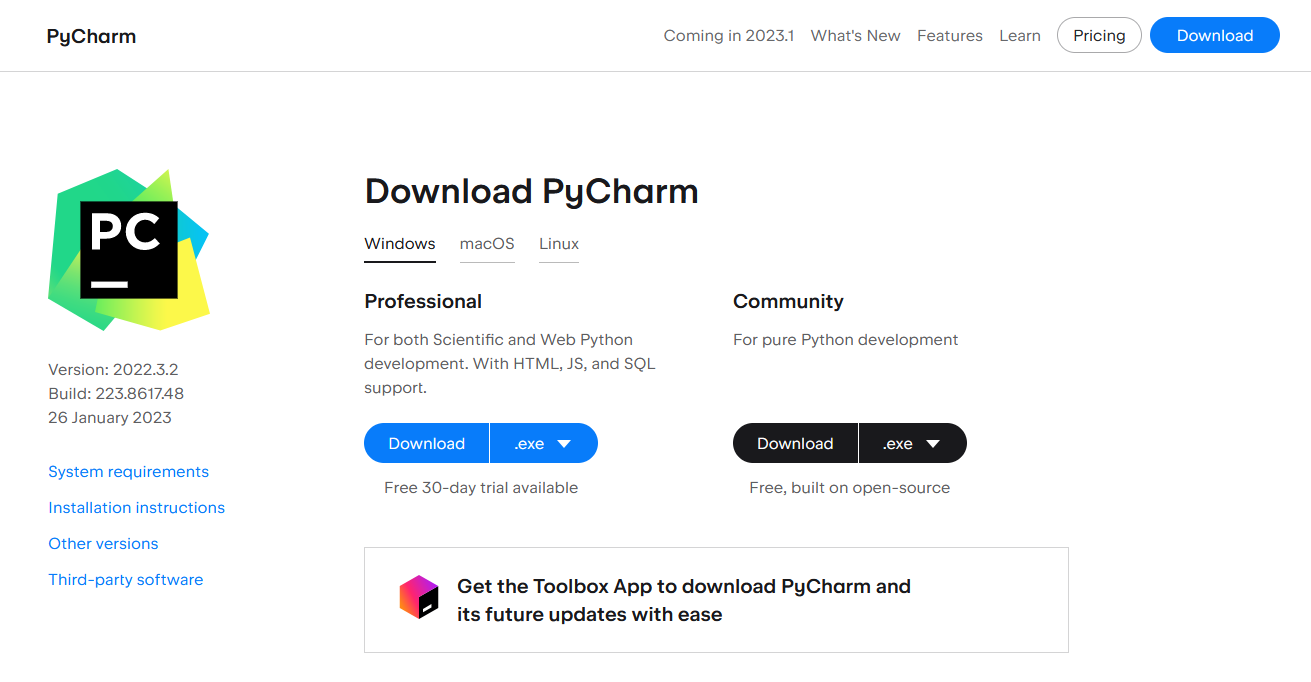 PyCharm
Coming in 2023.1 What's New Features Learn Pricing Download
PC
Version: 2022.3.2
Build: 223.8617.48
26 January 2023
System requirements
Installation instructions
Other versions
Third-party software
Download PyCharm
Windows macOS Linux
Professional
For both Scientific and Web Python
development. With HTML, JS, and SQL
support.
Download .exe
Free 30-day trial available
Community
For pure Python development
Download .exe
Free, built on open-source
Get the Toolbox App to download PyCharm and
its future updates with ease